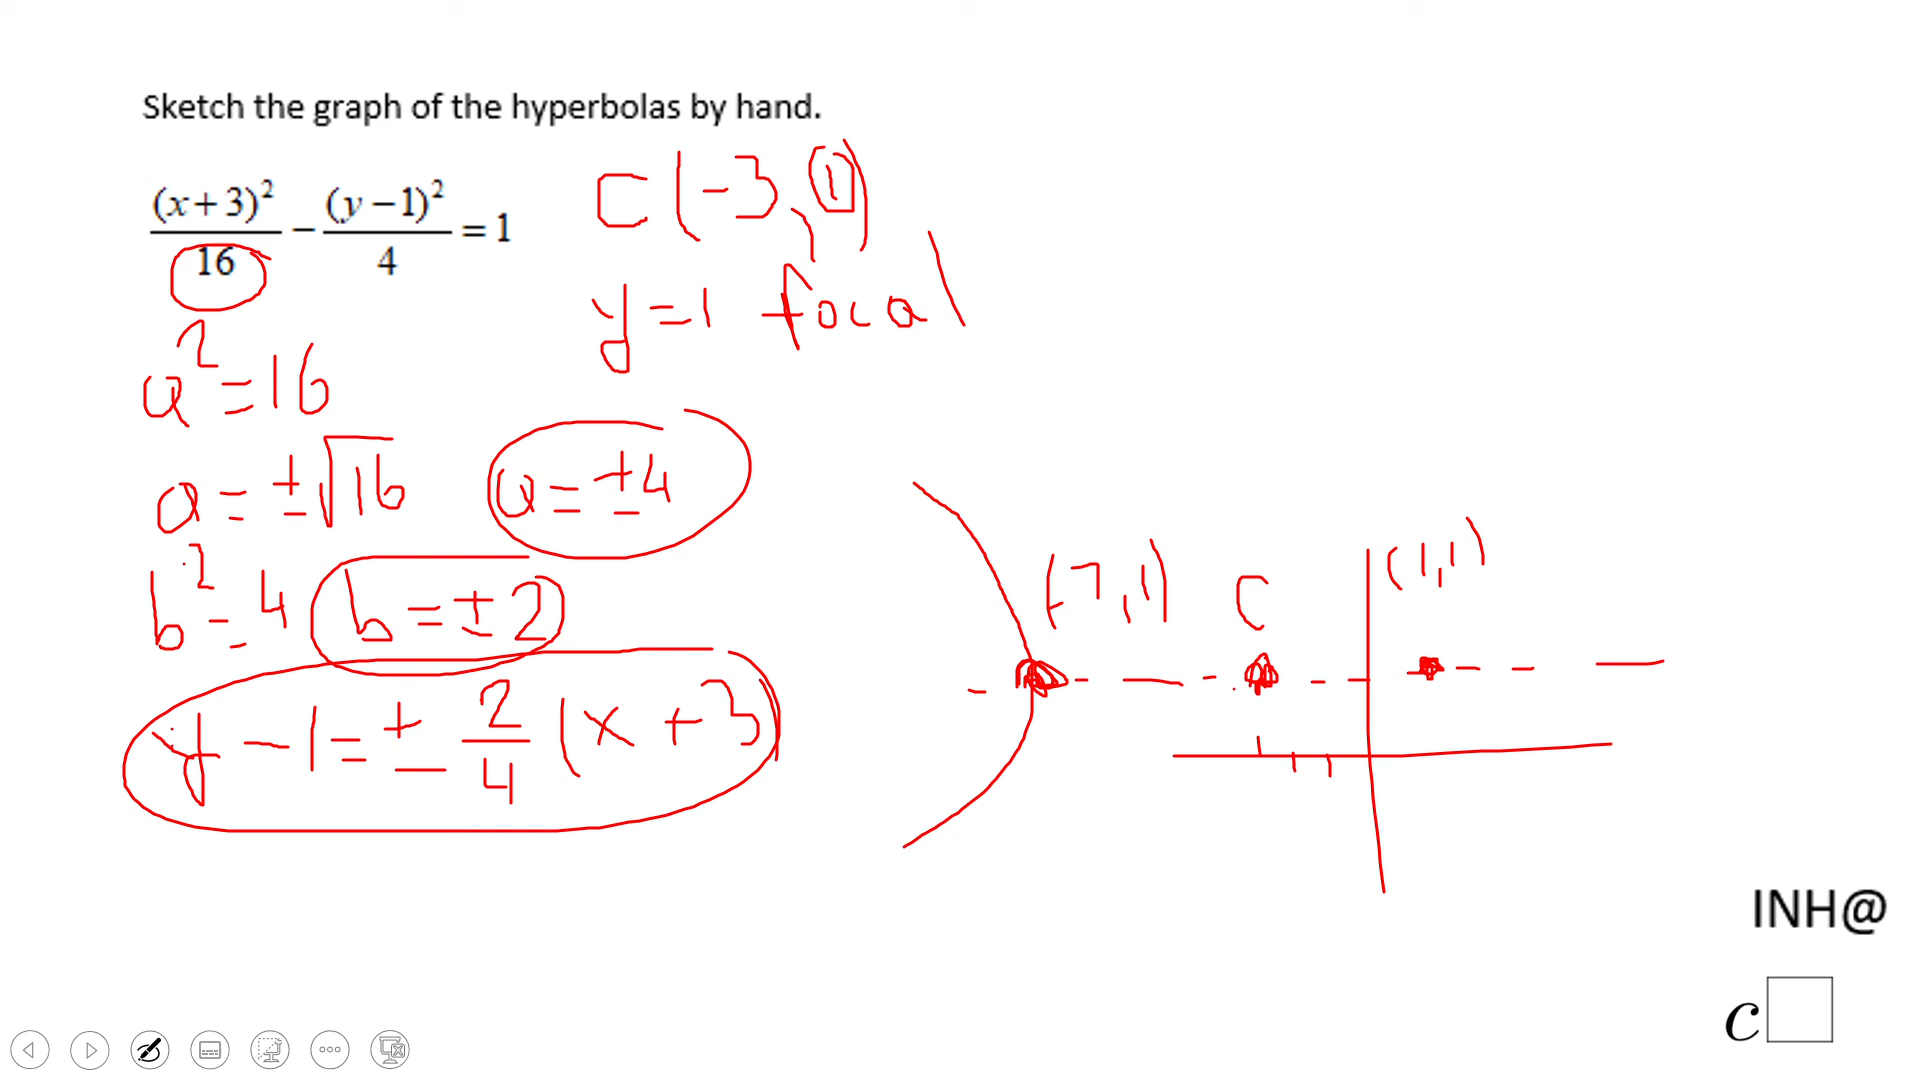 Sketch the graph of the hyperbolas by hand.
(x+3)²/16 − (y−1)²/4 = 1
C(-3,1)
y=1 focal
a²=16
a=±√16
a=±4
b²=4
b=±2
y-1=±2/4(x+3)
(-7,1)
C
(1,1)
INH@
c